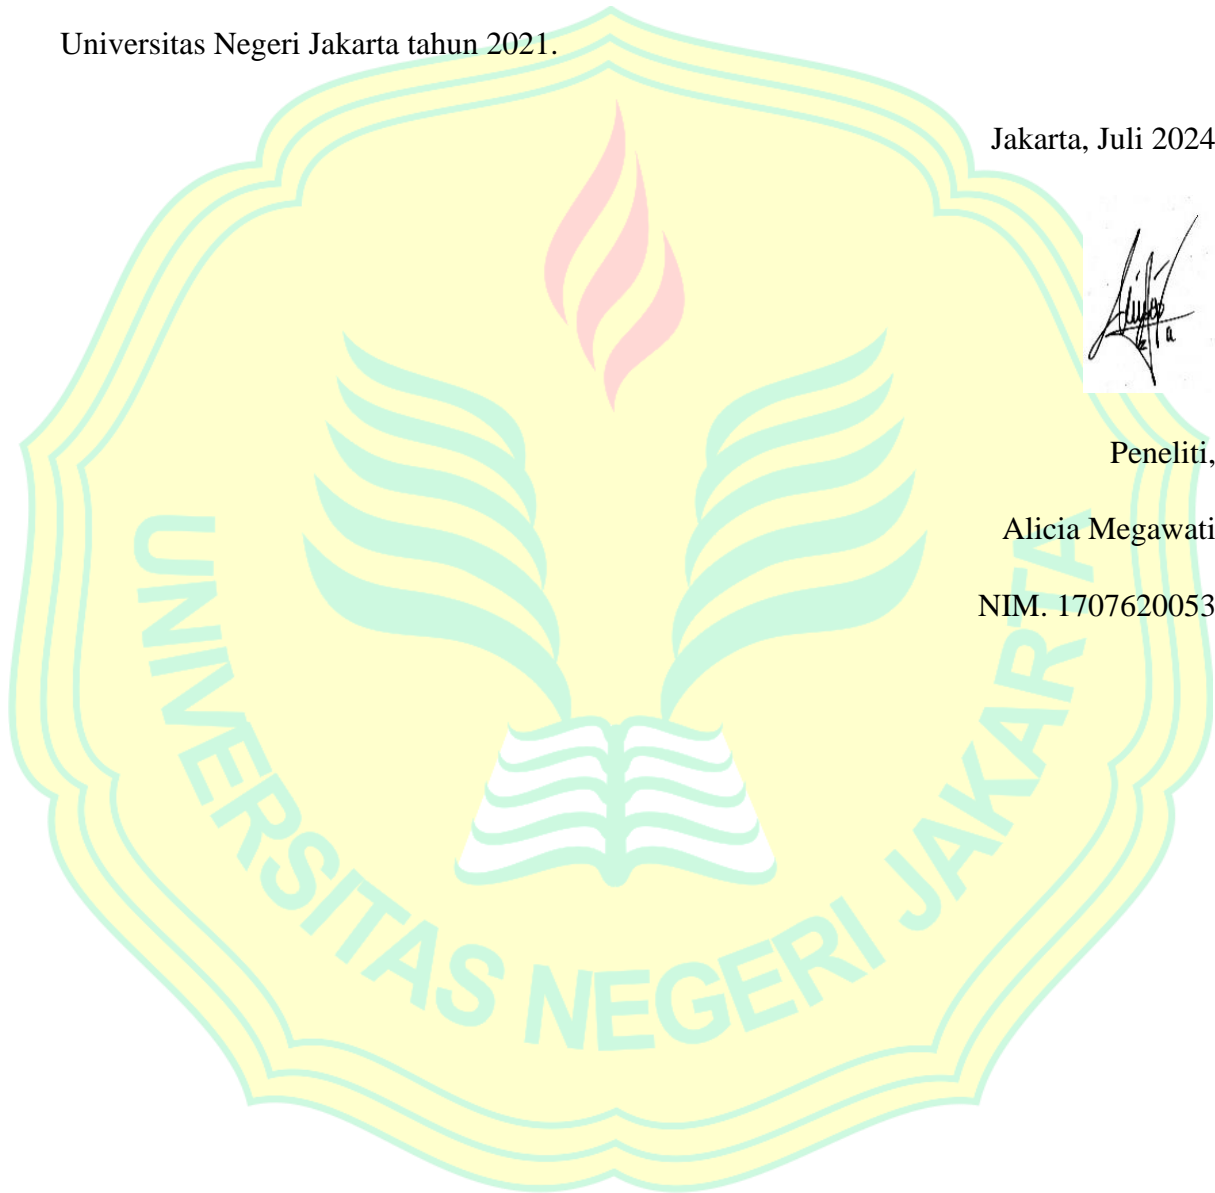 Universitas Negeri Jakarta tahun 2021.
Jakarta, Juli 2024
Peneliti,
Alicia Megawati
NIM. 1707620053
UNIVERSITAS NEGERI JAKARTA